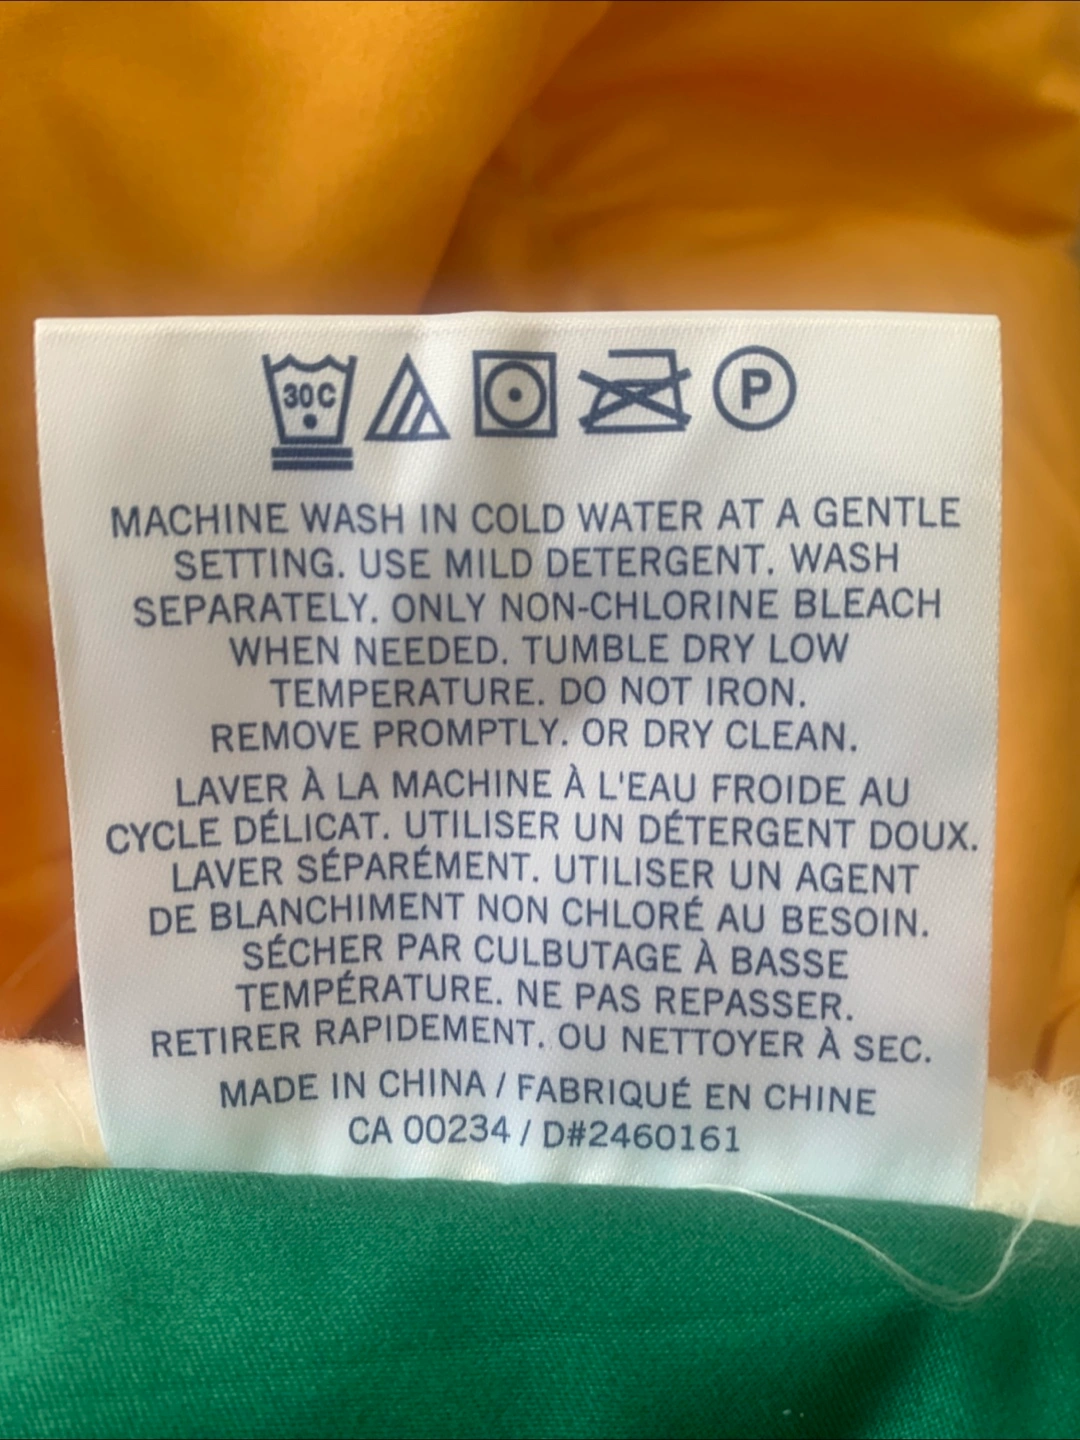 30C
P
MACHINE WASH IN COLD WATER AT A GENTLE
SETTING. USE MILD DETERGENT. WASH
SEPARATELY. ONLY NON-CHLORINE BLEACH
WHEN NEEDED. TUMBLE DRY LOW
TEMPERATURE. DO NOT IRON.
REMOVE PROMPTLY. OR DRY CLEAN.
LAVER À LA MACHINE À L'EAU FROIDE AU
CYCLE DÉLICAT. UTILISER UN DÉTERGENT DOUX.
LAVER SÉPARÉMENT. UTILISER UN AGENT
DE BLANCHIMENT NON CHLORÉ AU BESOIN.
SÉCHER PAR CULBUTAGE À BASSE
TEMPÉRATURE. NE PAS REPASSER.
RETIRER RAPIDEMENT. OU NETTOYER À SEC.
MADE IN CHINA / FABRIQUÉ EN CHINE
CA 00234 / D#2460161